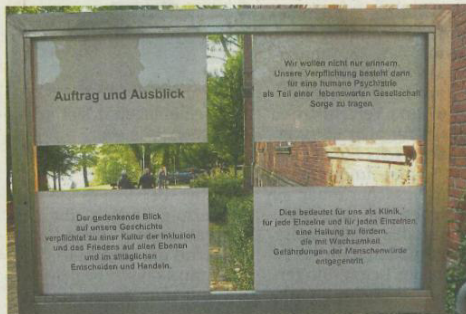 Auftrag und Ausblick
Wir wollen nicht nur erinnern.
Unsere Verpflichtung besteht darin
für eine humane Psychiatrie
als Teil einer lebenswerten Gesellschaft
Sorge zu tragen.
Der gedenkende Blick
auf unsere Geschichte
verpflichtet zu einer Kultur der Inklusion
und des Friedens auf allen Ebenen
und im alltäglichen
Entscheiden und Handeln.
Dies bedeutet für uns als Klinik,
für jede Einzelne und für jeden Einzelnen,
eine Haltung zu fördern,
die mit Wachsamkeit
Gefährdungen der Menschenwürde
entgegentritt.